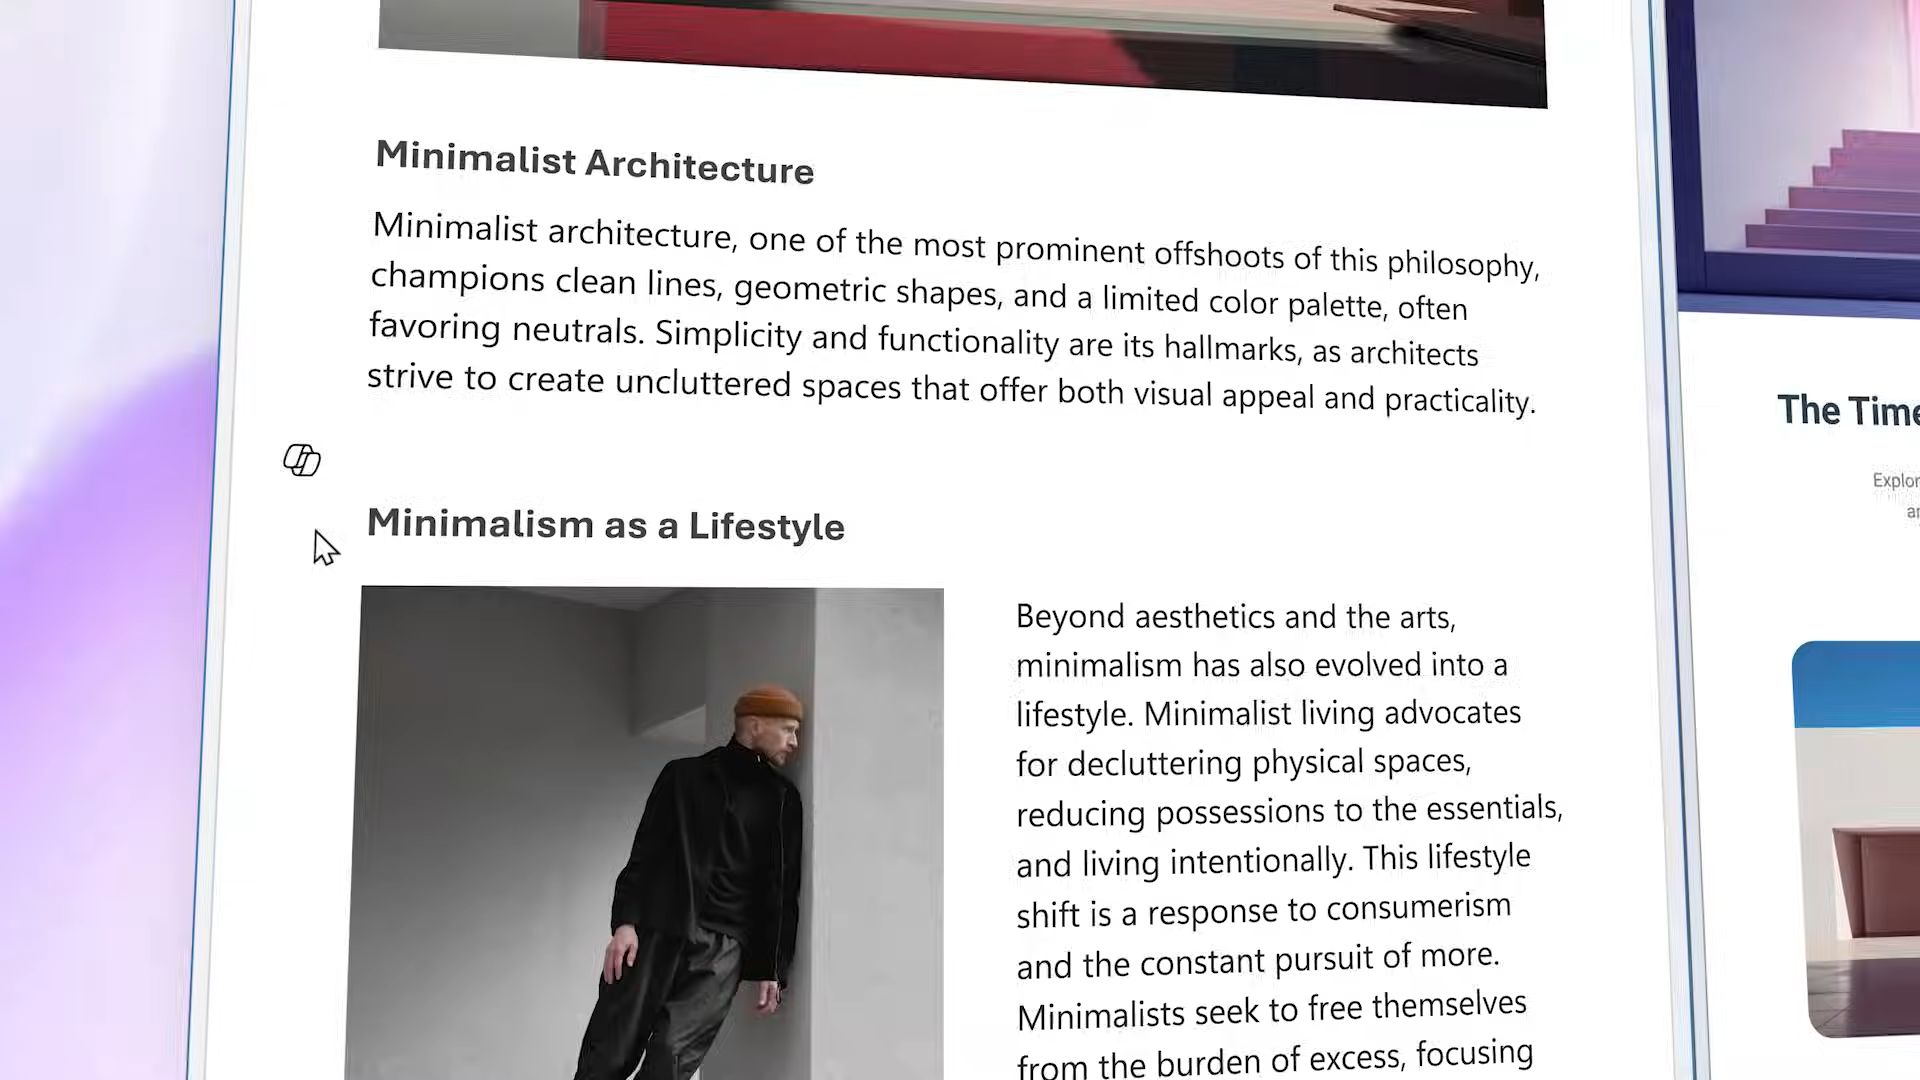 Minimalist Architecture
Minimalist architecture, one of the most prominent offshoots of this philosophy,
champions clean lines, geometric shapes, and a limited color palette, often
favoring neutrals. Simplicity and functionality are its hallmarks, as architects
strive to create uncluttered spaces that offer both visual appeal and practicality.
Minimalism as a Lifestyle
Beyond aesthetics and the arts,
minimalism has also evolved into a
lifestyle. Minimalist living advocates
for decluttering physical spaces,
reducing possessions to the essentials,
and living intentionally. This lifestyle
shift is a response to consumerism
and the constant pursuit of more.
Minimalists seek to free themselves
from the burden of excess, focusing
The